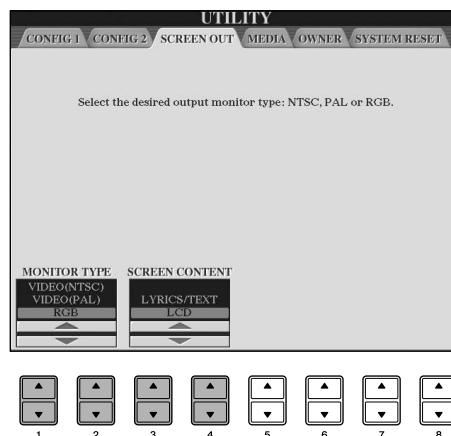 UTILITY
CONFIG 1 CONFIG 2 SCREEN OUT MEDIA OWNER SYSTEM RESET
Select the desired output monitor type: NTSC, PAL or RGB.
MONITOR TYPE SCREEN CONTENT
VIDEO(NTSC)
VIDEO(PAL) LYRICS/TEXT
RGB LCD
1 2 3 4 5 6 7 8